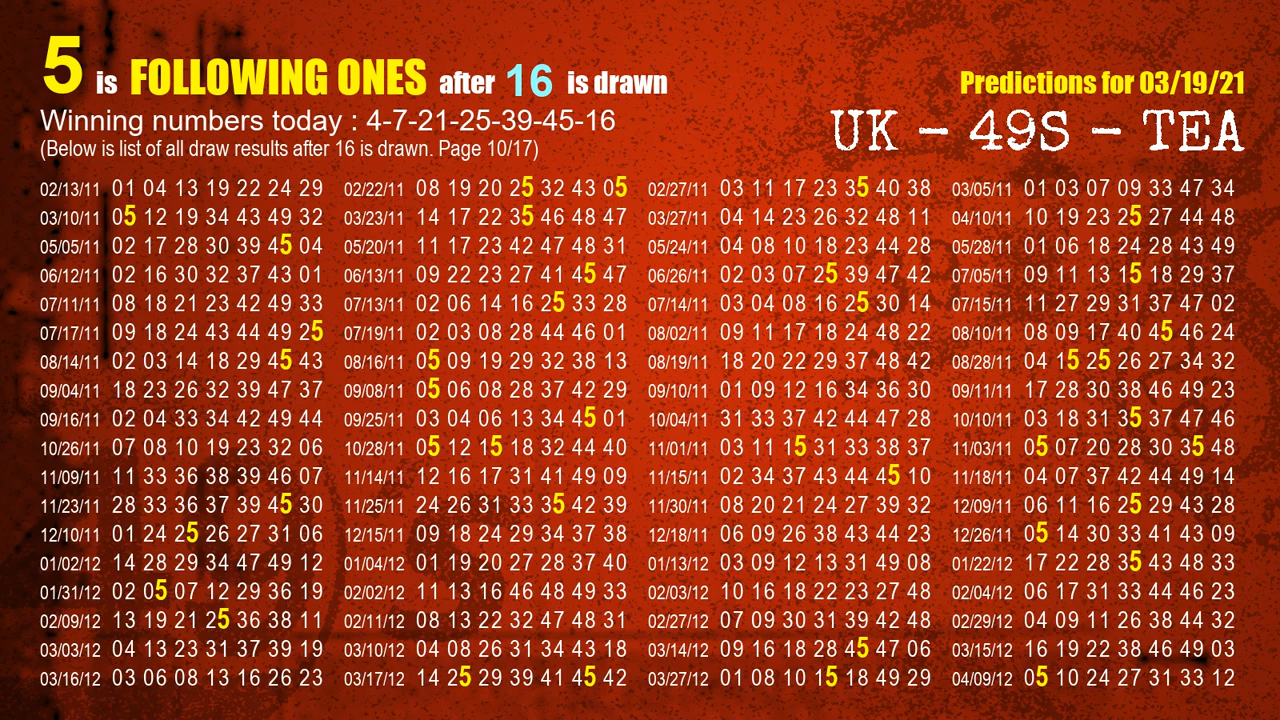 5 is FOLLOWING ONES after 16 is drawn
Predictions for 03/19/21
Winning numbers today : 4-7-21-25-39-45-16
UK - 49S - TEA
(Below is list of all draw results after 16 is drawn. Page 10/17)
02/13/11 01 04 13 19 22 24 29 02/22/11 08 19 20 25 32 43 05 02/27/11 03 11 17 23 35 40 38 03/05/11 01 03 07 09 33 47 34
03/10/11 05 12 19 34 43 49 32 03/23/11 14 17 22 35 46 48 47 03/27/11 04 14 23 26 32 48 11 04/10/11 10 19 23 25 27 44 48
05/05/11 02 17 28 30 39 45 04 05/20/11 11 17 23 42 47 48 31 05/24/11 04 08 10 18 23 44 28 05/28/11 01 06 18 24 28 43 49
06/12/11 02 16 30 32 37 43 01 06/13/11 09 22 23 27 41 45 47 06/26/11 02 03 07 25 39 47 42 07/05/11 09 11 13 15 18 29 37
07/11/11 08 18 21 23 42 49 33 07/13/11 02 06 14 16 25 33 28 07/14/11 03 04 08 16 25 30 14 07/15/11 11 27 29 31 37 47 02
07/17/11 09 18 24 43 44 49 25 07/19/11 02 03 08 28 44 46 01 08/02/11 09 11 17 18 24 48 22 08/10/11 08 09 17 40 45 46 24
08/14/11 02 03 14 18 29 45 43 08/16/11 05 09 19 29 32 38 13 08/19/11 18 20 22 29 37 48 42 08/28/11 04 15 25 26 27 34 32
09/04/11 18 23 26 32 39 47 37 09/08/11 05 06 08 28 37 42 29 09/10/11 01 09 12 16 34 36 30 09/11/11 17 28 30 38 46 49 23
09/16/11 02 04 33 34 42 49 44 09/25/11 03 04 06 13 34 45 01 10/04/11 31 33 37 42 44 47 28 10/10/11 03 18 31 35 37 47 46
10/26/11 07 08 10 19 23 32 06 10/28/11 05 12 15 18 32 44 40 11/01/11 03 11 15 31 33 38 37 11/03/11 05 07 20 28 30 35 48
11/09/11 11 33 36 38 39 46 07 11/14/11 12 16 17 31 41 49 09 11/15/11 02 34 37 43 44 45 10 11/18/11 04 07 37 42 44 49 14
11/23/11 28 33 36 37 39 45 30 11/25/11 24 26 31 33 35 42 39 11/30/11 08 20 21 24 27 39 32 12/09/11 06 11 16 25 29 43 28
12/10/11 01 24 25 26 27 31 06 12/15/11 09 18 24 29 34 37 38 12/18/11 06 09 26 38 43 44 23 12/26/11 05 14 30 33 41 43 09
01/02/12 14 28 29 34 47 49 12 01/04/12 01 19 20 27 28 37 40 01/13/12 03 09 12 13 31 49 08 01/22/12 17 22 28 35 43 48 33
01/31/12 02 05 07 12 29 36 19 02/02/12 11 13 16 46 48 49 33 02/03/12 10 16 18 22 23 27 48 02/04/12 06 17 31 33 44 46 23
02/09/12 13 19 21 25 36 38 11 02/11/12 08 13 22 32 47 48 31 02/27/12 07 09 30 31 39 42 48 02/29/12 04 09 11 26 38 44 32
03/03/12 04 13 23 31 37 39 19 03/10/12 04 08 26 31 34 43 18 03/14/12 09 16 18 28 45 47 06 03/15/12 16 19 22 38 46 49 03
03/16/12 03 06 08 13 16 26 23 03/17/12 14 25 29 39 41 45 42 03/27/12 01 08 10 15 18 49 29 04/09/12 05 10 24 27 31 33 12